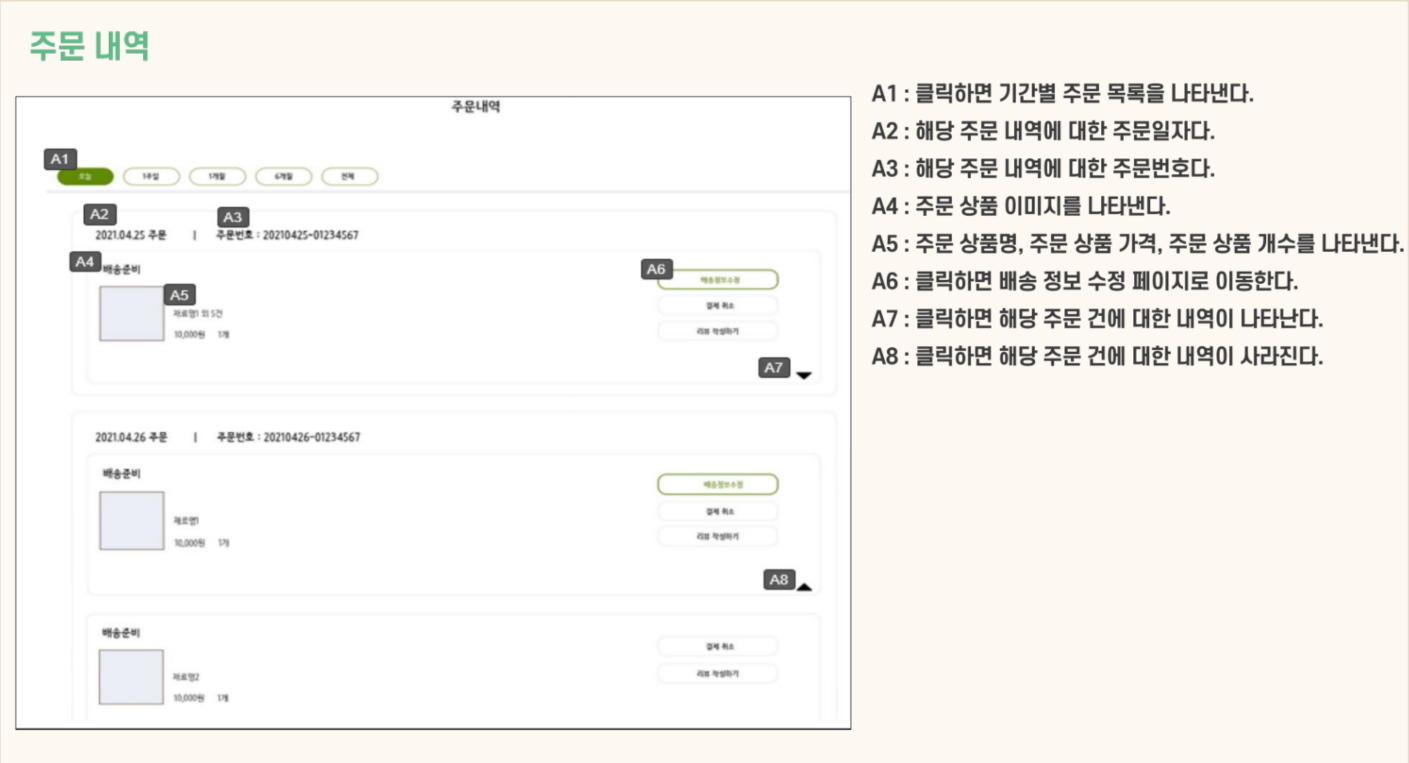 주문 내역
주문내역
A1
오늘 1주일 1개월 6개월 전체
A2 A3
2021.04.25 주문 | 주문번호 : 20210425-01234567
A4 배송준비
A6 배송정보수정
A5
결제 취소
재료명1 외 5건
10,000원 1개
리뷰 작성하기
A7
2021.04.26 주문 | 주문번호 : 20210426-01234567
배송준비
배송정보수정
결제 취소
재료명1
리뷰 작성하기
10,000원 1개
A8
배송준비
결제 취소
재료명2
리뷰 작성하기
10,000원 1개
A1 : 클릭하면 기간별 주문 목록을 나타낸다.
A2 : 해당 주문 내역에 대한 주문일자다.
A3 : 해당 주문 내역에 대한 주문번호다.
A4 : 주문 상품 이미지를 나타낸다.
A5 : 주문 상품명, 주문 상품 가격, 주문 상품 개수를 나타낸다.
A6 : 클릭하면 배송 정보 수정 페이지로 이동한다.
A7 : 클릭하면 해당 주문 건에 대한 내역이 나타난다.
A8 : 클릭하면 해당 주문 건에 대한 내역이 사라진다.